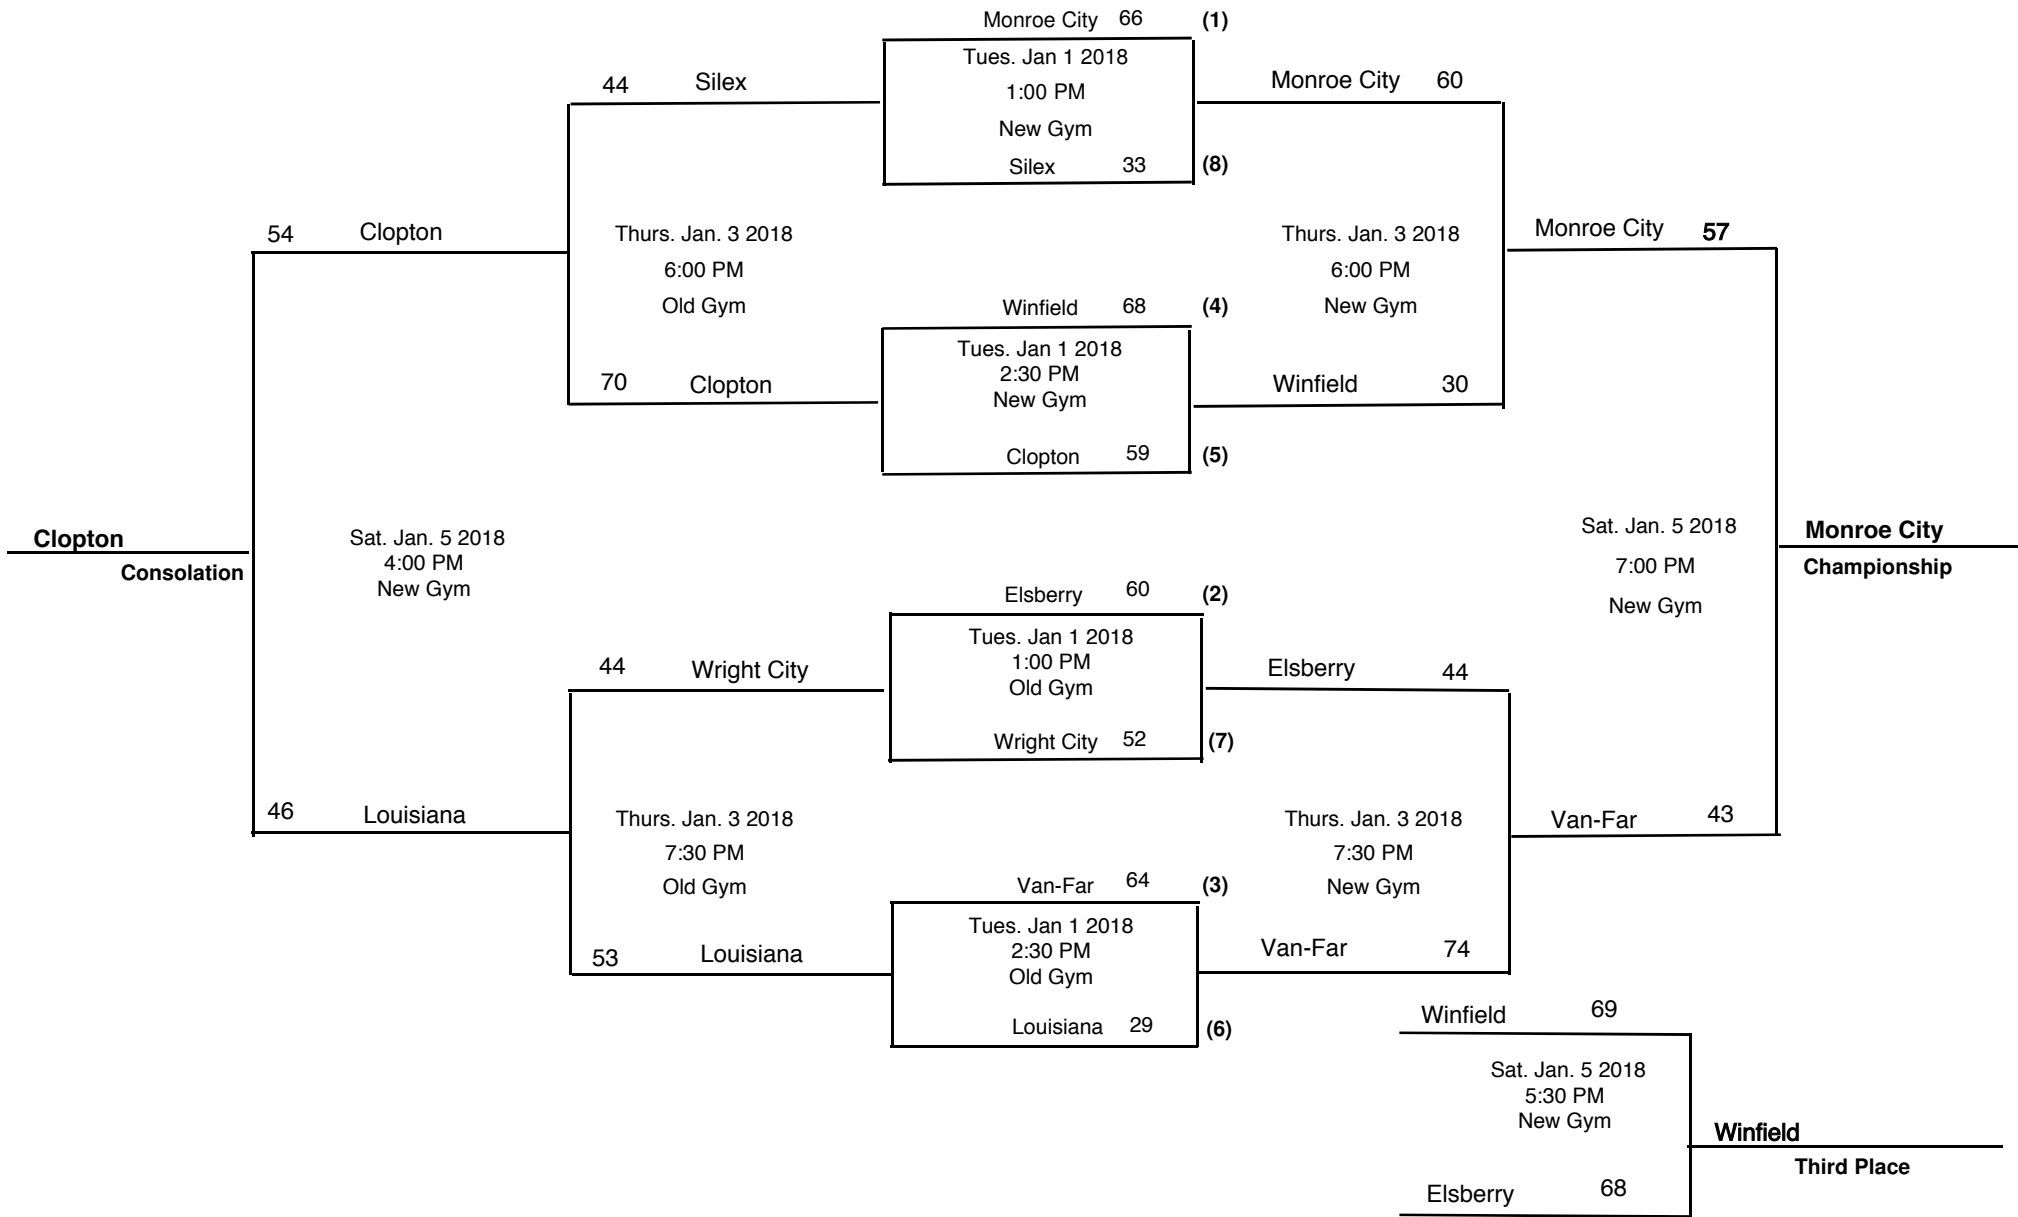 Monroe City 66 (1)
Tues. Jan 1 2018
1:00 PM
New Gym
Silex 33 (8)
44 Silex
Monroe City 60
54 Clopton
Thurs. Jan. 3 2018
6:00 PM
Old Gym
Thurs. Jan. 3 2018
6:00 PM
New Gym
Monroe City 57
Winfield 68 (4)
Tues. Jan 1 2018
2:30 PM
New Gym
Clopton 59 (5)
70 Clopton
Winfield 30
Clopton
Consolation
Sat. Jan. 5 2018
4:00 PM
New Gym
Sat. Jan. 5 2018
7:00 PM
New Gym
Monroe City
Championship
Elsberry 60 (2)
Tues. Jan 1 2018
1:00 PM
Old Gym
Wright City 52 (7)
44 Wright City
Elsberry 44
46 Louisiana
Thurs. Jan. 3 2018
7:30 PM
Old Gym
Thurs. Jan. 3 2018
7:30 PM
New Gym
Van-Far 43
Van-Far 64 (3)
Tues. Jan 1 2018
2:30 PM
Old Gym
Louisiana 29 (6)
53 Louisiana
Van-Far 74
Winfield 69
Sat. Jan. 5 2018
5:30 PM
New Gym
Winfield
Third Place
Elsberry 68